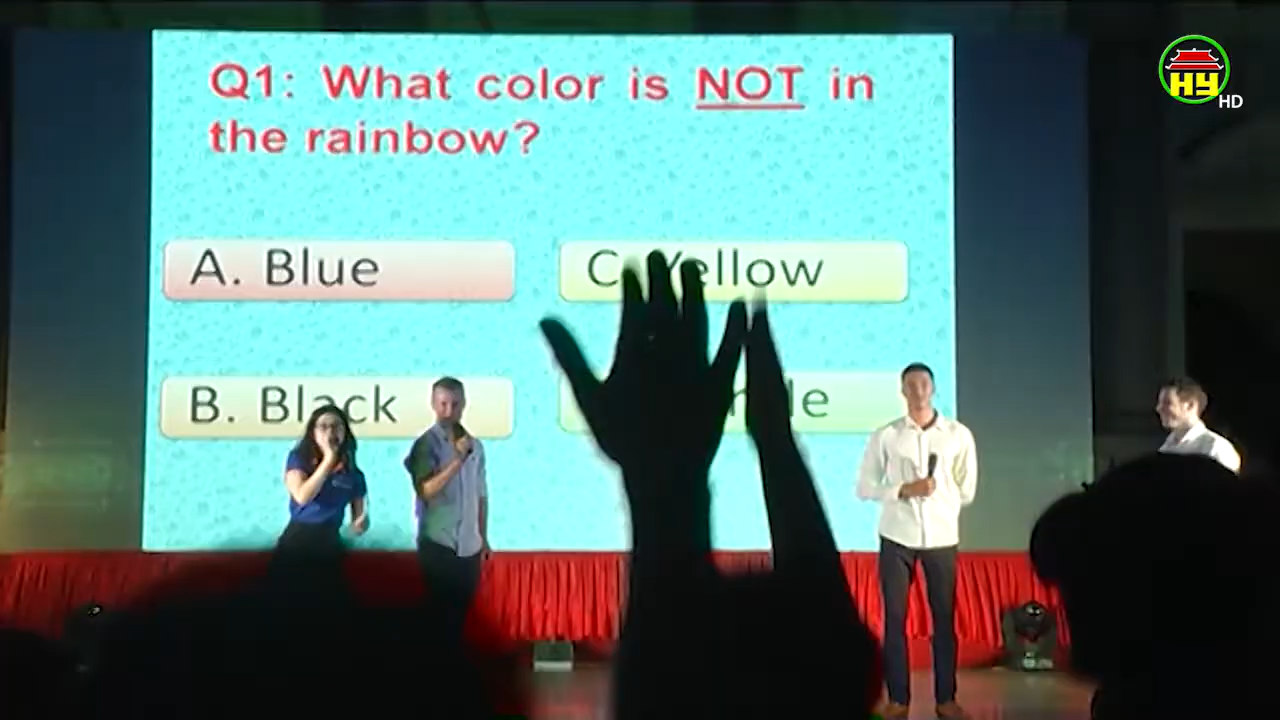 Q1: What color is NOT in
the rainbow?
A. Blue
C. Yellow
B. Black
HY
HD